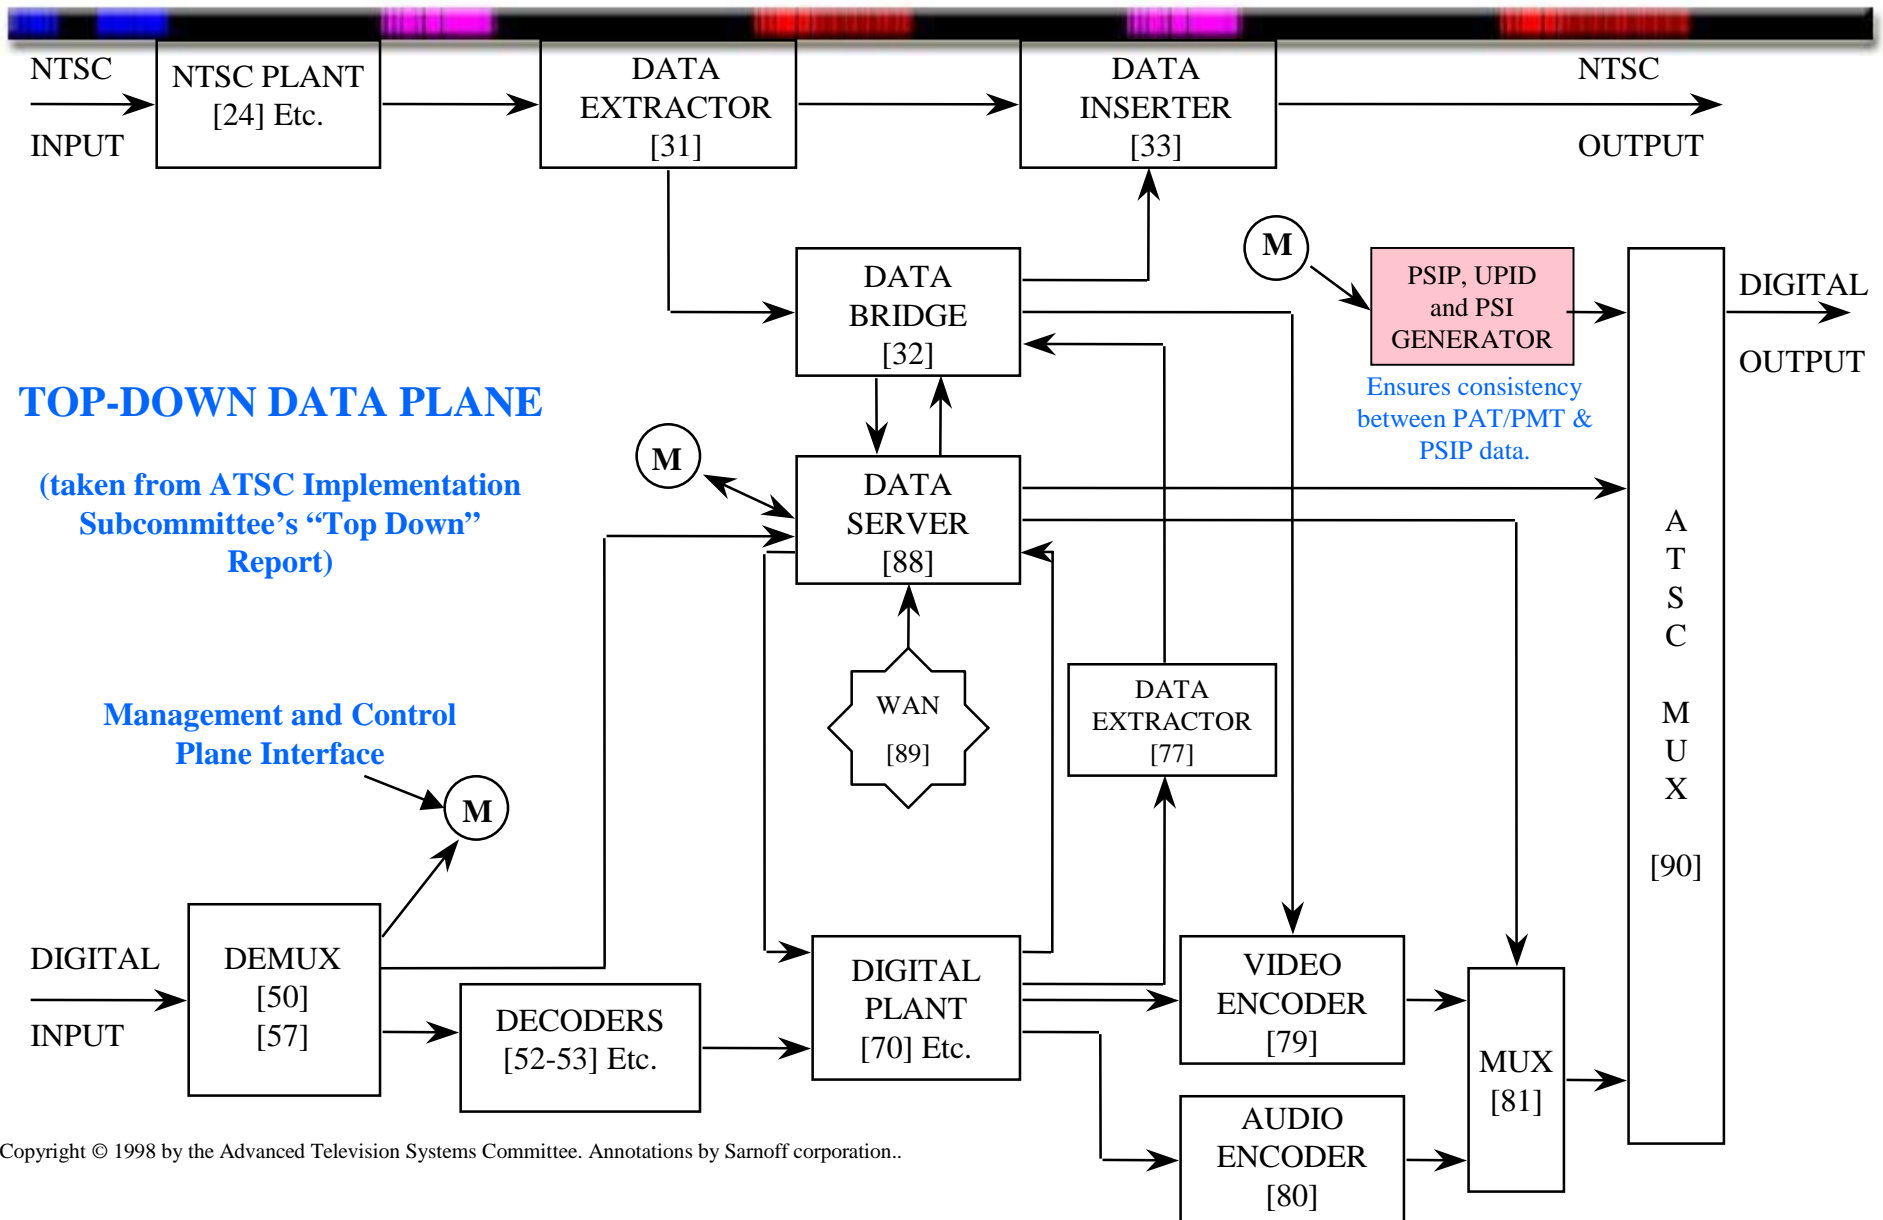 NTSC
INPUT
NTSC PLANT
[24] Etc.
DATA
EXTRACTOR
[31]
DATA
INSERTER
[33]
NTSC
OUTPUT
DATA
BRIDGE
[32]
M
PSIP, UPID
and PSI
GENERATOR
Ensures consistency
between PAT/PMT &
PSIP data.
DIGITAL
OUTPUT
TOP-DOWN DATA PLANE
(taken from ATSC Implementation
Subcommittee's “Top Down”
Report)
M
DATA
SERVER
[88]
A
T
S
C
M
U
X
[90]
WAN
[89]
DATA
EXTRACTOR
[77]
Management and Control
Plane Interface
M
DIGITAL
INPUT
DEMUX
[50]
[57]
DECODERS
[52-53] Etc.
DIGITAL
PLANT
[70] Etc.
VIDEO
ENCODER
[79]
MUX
[81]
AUDIO
ENCODER
[80]
Copyright © 1998 by the Advanced Television Systems Committee. Annotations by Sarnoff corporation..